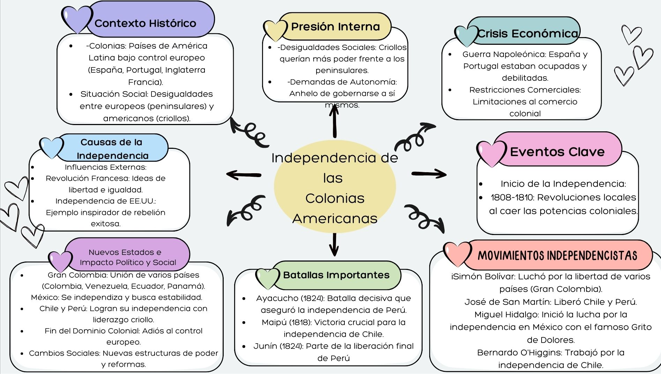 Contexto Histórico
-Colonias: Países de América
Latina bajo control europeo
(España, Portugal, Inglaterra
Francia).
Situación Social: Desigualdades
entre europeos (peninsulares) y
americanos (criollos).
Presión Interna
-Desigualdades Sociales: Criollos
querían más poder frente a los
peninsulares.
-Demandas de Autonomía:
Anhelo de gobernarse a sí
mismos.
Crisis Económica
Guerra Napoleónica: España y
Portugal estaban ocupadas y
debilitadas.
Restricciones Comerciales:
Limitaciones al comercio
colonial
Causas de la
Independencia
Influencias Externas:
Revolución Francesa: Ideas de
libertad e igualdad.
Independencia de EE.UU.:
Ejemplo inspirador de rebelión
exitosa.
Independencia de
las
Colonias
Americanas
Eventos Clave
Inicio de la Independencia:
1808-1810: Revoluciones locales
al caer las potencias coloniales.
Nuevos Estados e
Impacto Político y Social
Gran Colombia: Unión de varios países
(Colombia, Venezuela, Ecuador, Panamá).
México: Se independiza y busca estabilidad.
Chile y Perú: Logran su independencia con
liderazgo criollo.
Fin del Dominio Colonial: Adiós al control
europeo.
Cambios Sociales: Nuevas estructuras de poder
y reformas.
Batallas Importantes
Ayacucho (1824): Batalla decisiva que
aseguró la independencia de Perú.
Maipú (1818): Victoria crucial para la
independencia de Chile.
Junín (1824): Parte de la liberación final
de Perú
MOVIMIENTOS INDEPENDENCISTAS
iSimón Bolívar: Luchó por la libertad de varios
países (Gran Colombia).
José de San Martín: Liberó Chile y Perú.
Miguel Hidalgo: Inició la lucha por la
independencia en México con el famoso Grito
de Dolores.
Bernardo O'Higgins: Trabajó por la
independencia de Chile.